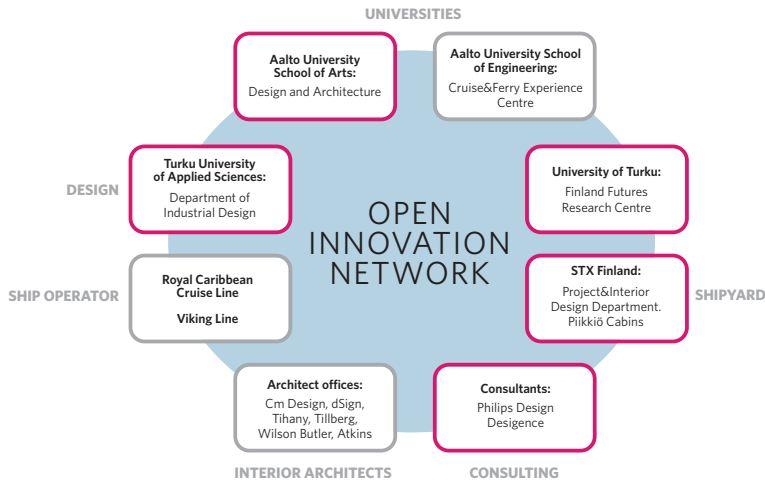 UNIVERSITIES
Aalto University
School of Arts:
Design and Architecture
Aalto University School
of Engineering:
Cruise&Ferry Experience
Centre
DESIGN
Turku University
of Applied Sciences:
Department of
Industrial Design
University of Turku:
Finland Futures
Research Centre
OPEN
INNOVATION
NETWORK
SHIP OPERATOR
Royal Caribbean
Cruise Line
Viking Line
STX Finland:
Project&Interior
Design Department.
Piikkiö Cabins
SHIPYARD
Architect offices:
Cm Design, dSign,
Tihany, Tillberg,
Wilson Butler, Atkins
Consultants:
Philips Design
Desigence
INTERIOR ARCHITECTS
CONSULTING